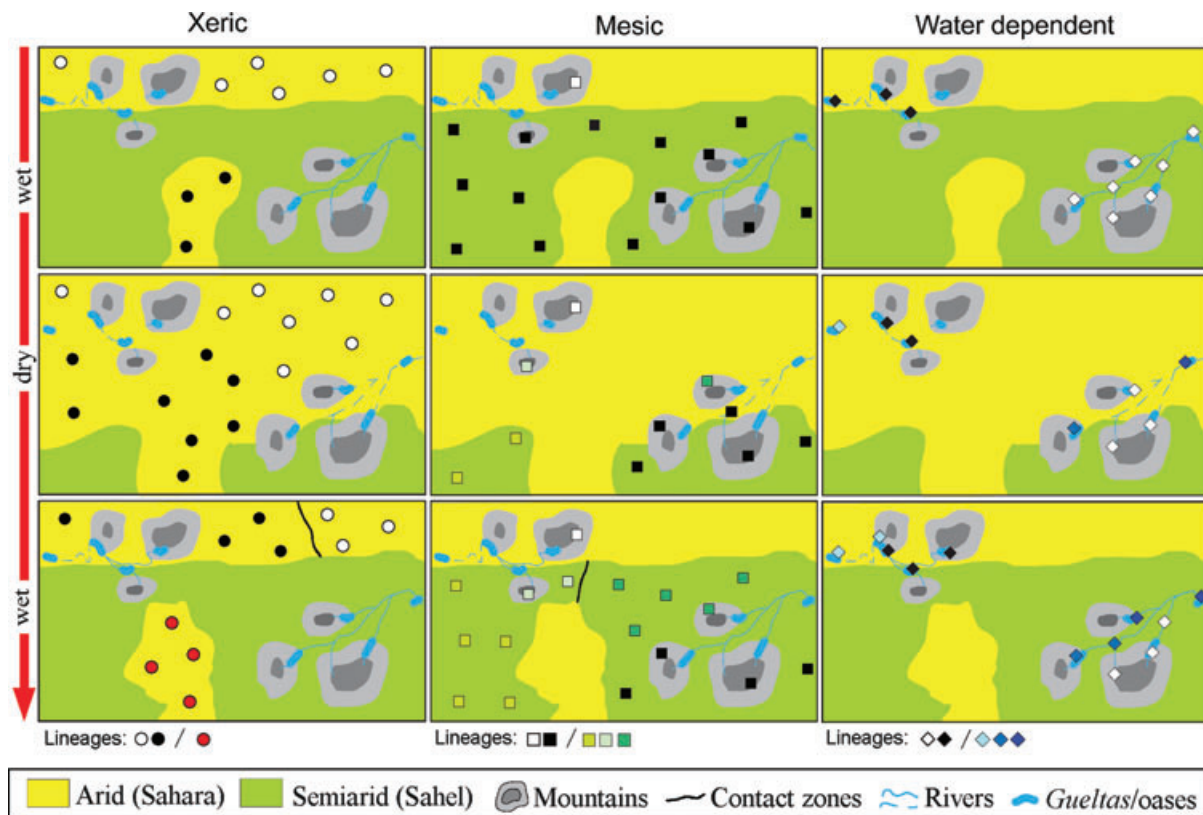 Xeric
Mesic
Water dependent
wet
dry
wet
Lineages: /
Lineages: /
Lineages: /
Arid (Sahara)
Semiarid (Sahel)
Mountains
Contact zones
Rivers
Gueltas/oases